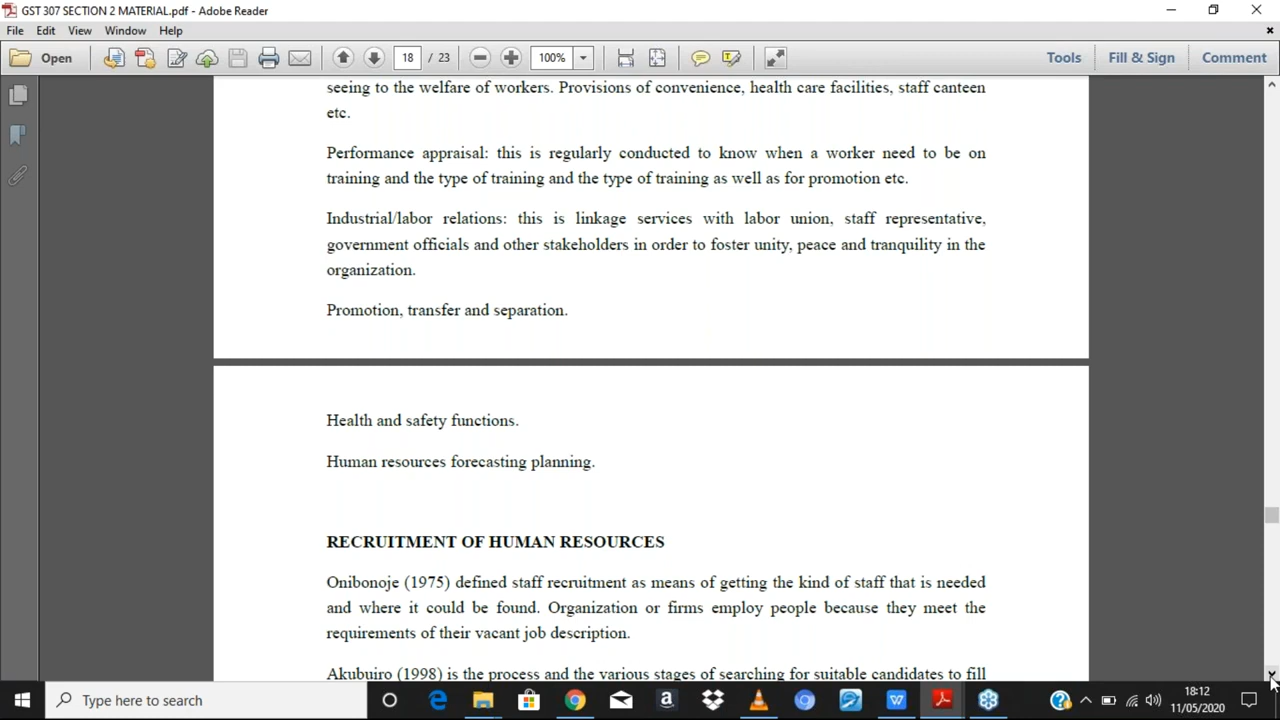 GST 307 SECTION 2 MATERIAL.pdf - Adobe Reader
File Edit View Window Help
Open 18 / 23 100% Tools Fill & Sign Comment
seeing to the welfare of workers. Provisions of convenience, health care facilities, staff canteen
etc.
Performance appraisal: this is regularly conducted to know when a worker need to be on
training and the type of training and the type of training as well as for promotion etc.
Industrial/labor relations: this is linkage services with labor union, staff representative,
government officials and other stakeholders in order to foster unity, peace and tranquility in the
organization.
Promotion, transfer and separation.
Health and safety functions.
Human resources forecasting planning.
RECRUITMENT OF HUMAN RESOURCES
Onibonoje (1975) defined staff recruitment as means of getting the kind of staff that is needed
and where it could be found. Organization or firms employ people because they meet the
requirements of their vacant job description.
Akubuiro (1998) is the process and the various stages of searching for suitable candidates to fill
Type here to search
18:12
11/05/2020